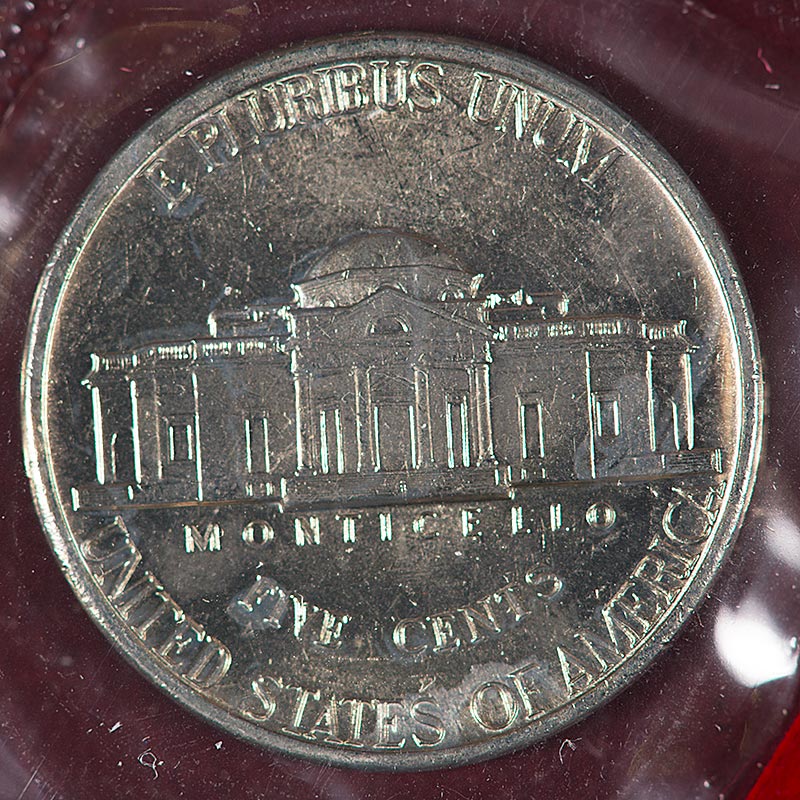 E PLURIBUS UNUM
MONTICELLO
FIVE CENTS
UNITED STATES OF AMERICA